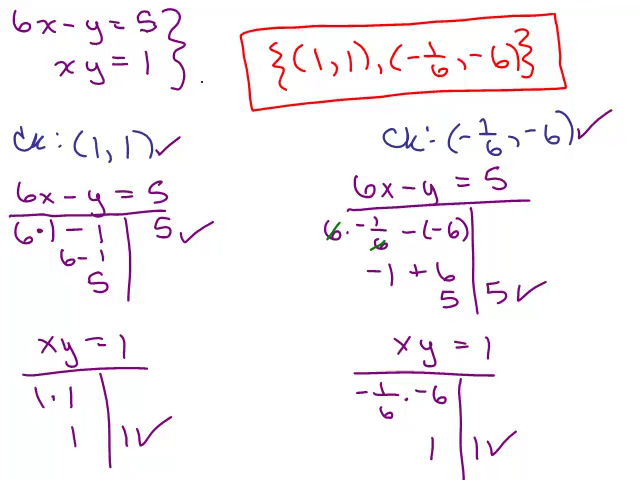 6x - y = 5 }
xy = 1 }
{(1, 1), (-1/6, -6)}
ck: (1, 1) ✓
6x - y = 5
6·1 - 1 | 5 ✓
6 - 1
5
xy = 1
1·1
1 | 1 ✓
ck: (-1/6, -6) ✓
6x - y = 5
6·-1/6 - (-6)
-1 + 6
5 | 5 ✓
xy = 1
-1/6·-6
1 | 1 ✓